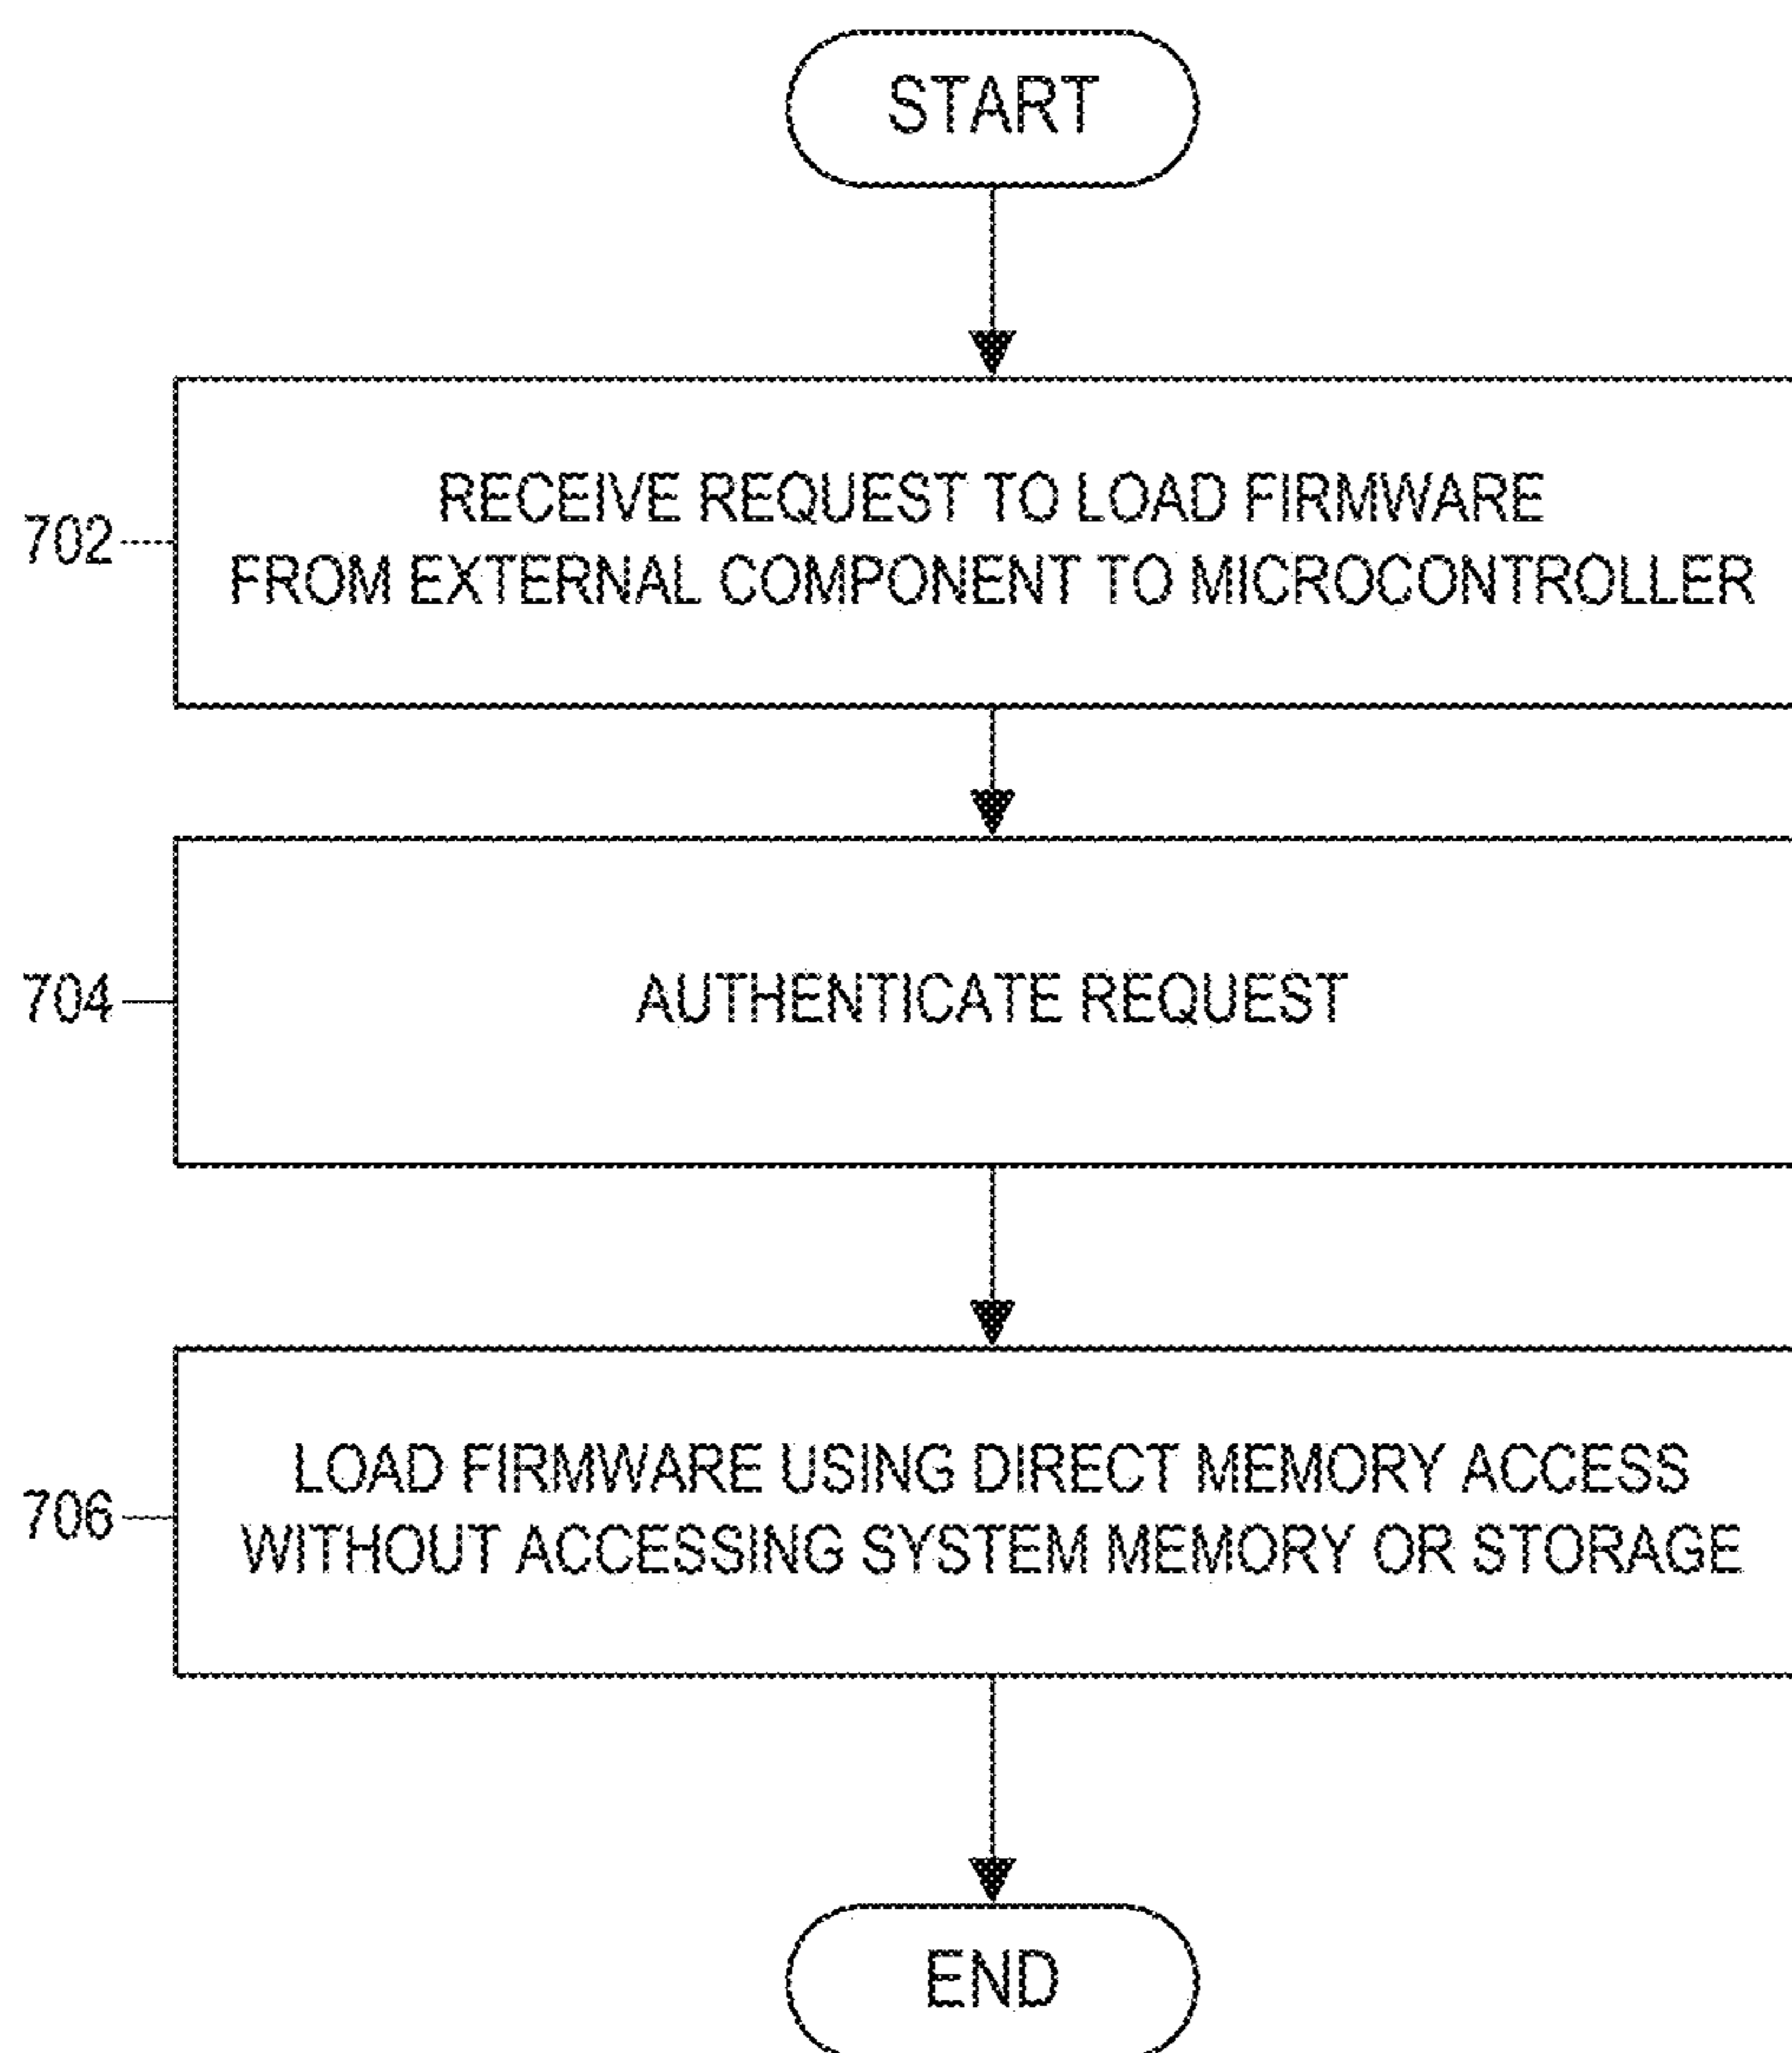 START
702
RECEIVE REQUEST TO LOAD FIRMWARE
FROM EXTERNAL COMPONENT TO MICROCONTROLLER
704
AUTHENTICATE REQUEST
706
LOAD FIRMWARE USING DIRECT MEMORY ACCESS
WITHOUT ACCESSING SYSTEM MEMORY OR STORAGE
END